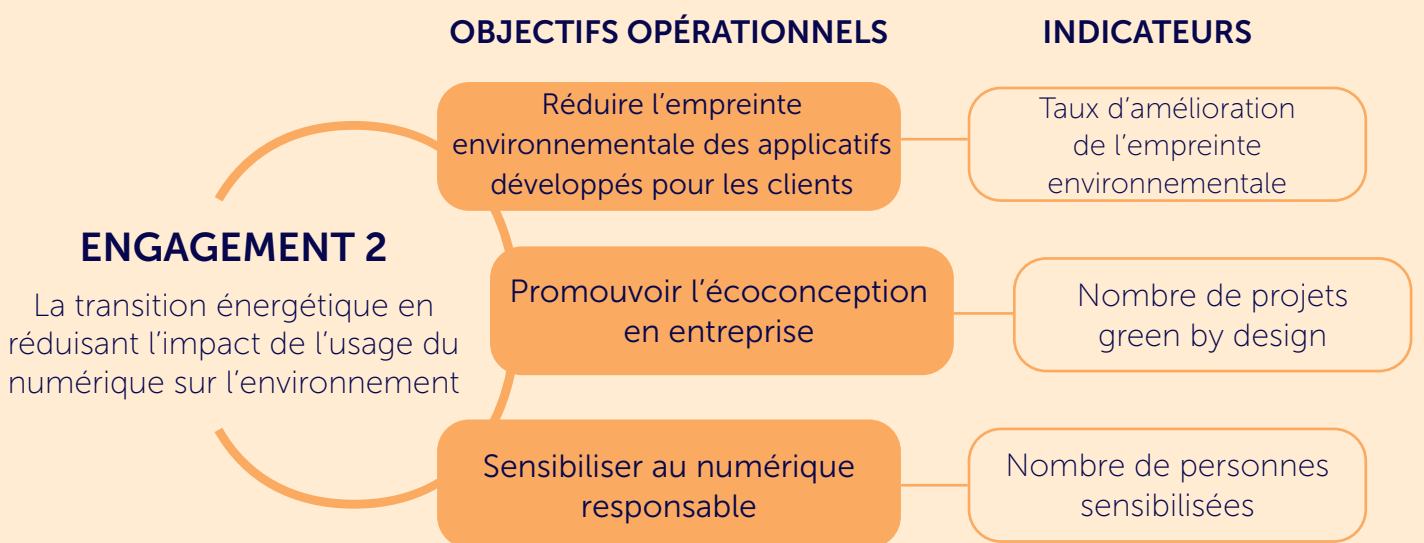 OBJECTIFS OPÉRATIONNELS
INDICATEURS
ENGAGEMENT 2
La transition énergétique en
réduisant l’impact de l’usage du
numérique sur l’environnement
Réduire l’empreinte
environnementale des applicatifs
développés pour les clients
Taux d’amélioration
de l’empreinte
environnementale
Promouvoir l’écoconception
en entreprise
Nombre de projets
green by design
Sensibiliser au numérique
responsable
Nombre de personnes
sensibilisées